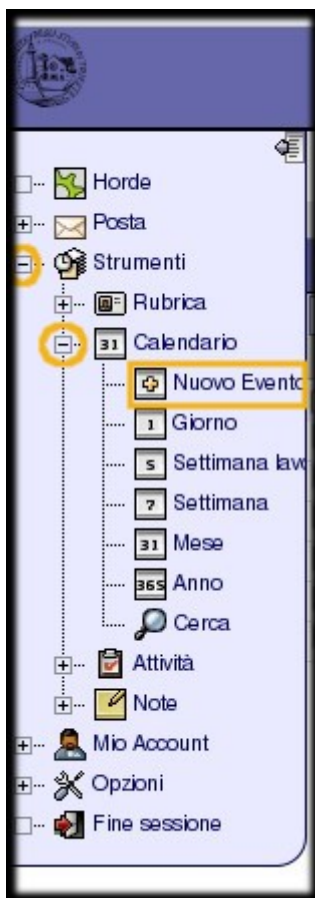 Horde
Posta
Strumenti
Rubrica
31 Calendario
Nuovo Evento
1 Giorno
5 Settimana lavo
7 Settimana
31 Mese
365 Anno
Cerca
Attività
Note
Mio Account
Opzioni
Fine sessione